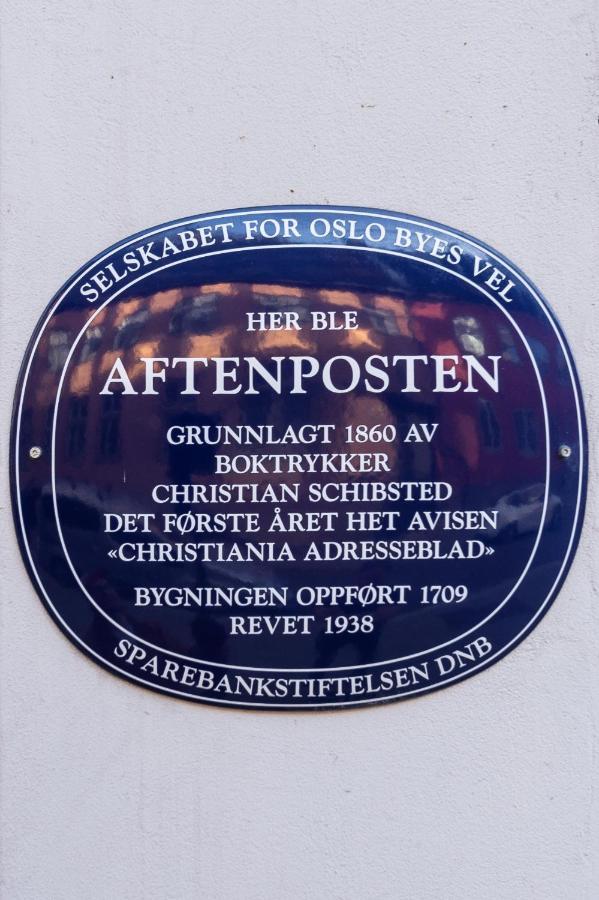 SELSKABET FOR OSLO BYES VEL
HER BLE
AFTENPOSTEN
GRUNNLAGT 1860 AV
BOKTRYKKER
CHRISTIAN SCHIBSTED
DET FØRSTE ÅRET HET AVISEN
«CHRISTIANIA ADRESSEBLAD»
BYGNINGEN OPPFØRT 1709
REVET 1938
SPAREBANKSTIFTELSEN DNB